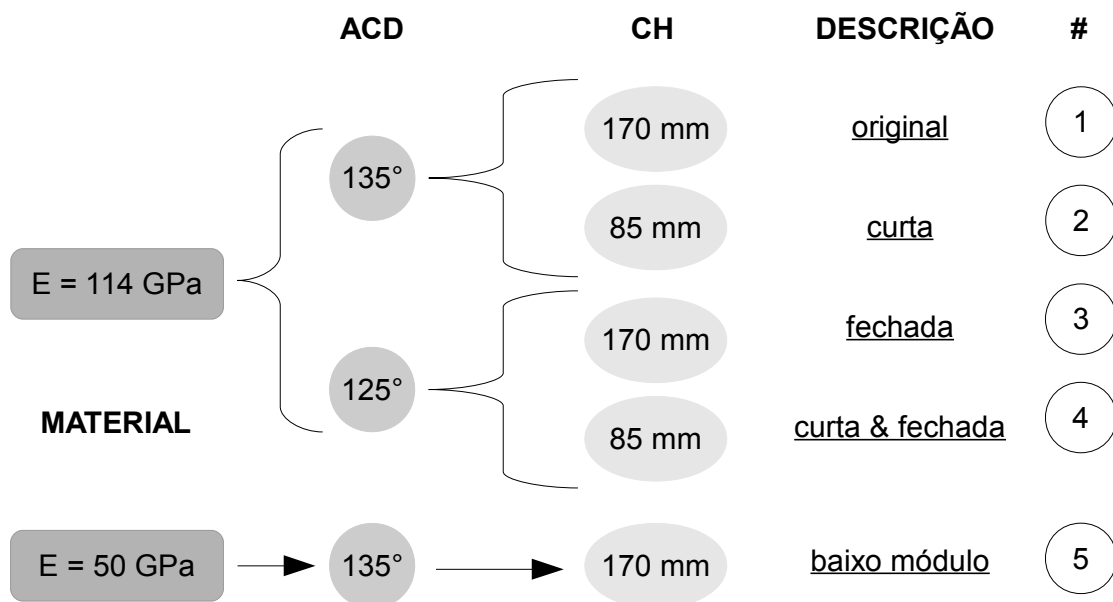 ACD CH DESCRIÇÃO #
170 mm original 1
135°
85 mm curta 2
E = 114 GPa
170 mm fechada 3
125°
MATERIAL
85 mm curta & fechada 4
E = 50 GPa 135° 170 mm baixo módulo 5